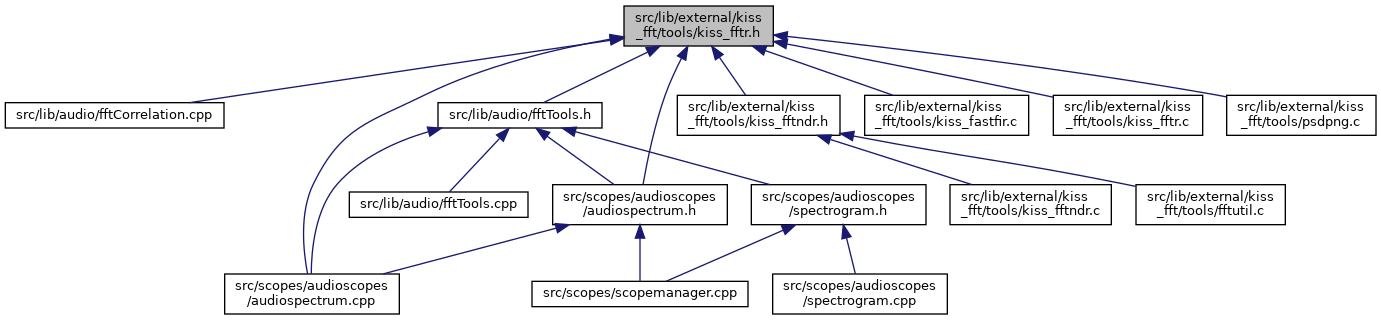 src/lib/external/kiss
_fft/tools/kiss_fftr.h
src/lib/audio/fftCorrelation.cpp
src/lib/audio/fftTools.h
src/lib/external/kiss
_fft/tools/kiss_fftndr.h
src/lib/external/kiss
_fft/tools/kiss_fastfir.c
src/lib/external/kiss
_fft/tools/kiss_fftr.c
src/lib/external/kiss
_fft/tools/psdpng.c
src/lib/audio/fftTools.cpp
src/scopes/audioscopes
/audiospectrum.h
src/scopes/audioscopes
/spectrogram.h
src/lib/external/kiss
_fft/tools/kiss_fftndr.c
src/lib/external/kiss
_fft/tools/fftutil.c
src/scopes/audioscopes
/audiospectrum.cpp
src/scopes/scopemanager.cpp
src/scopes/audioscopes
/spectrogram.cpp